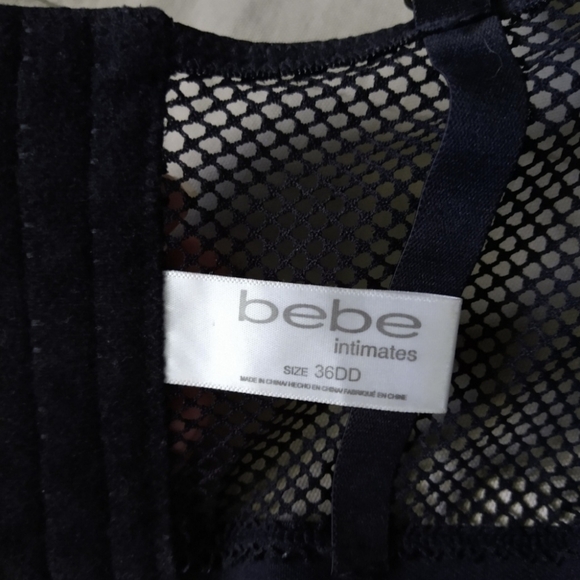 bebe
intimates
SIZE 36DD
MADE IN CHINA/ HECHO EN CHINA/ FABRIQUÉ EN CHINE